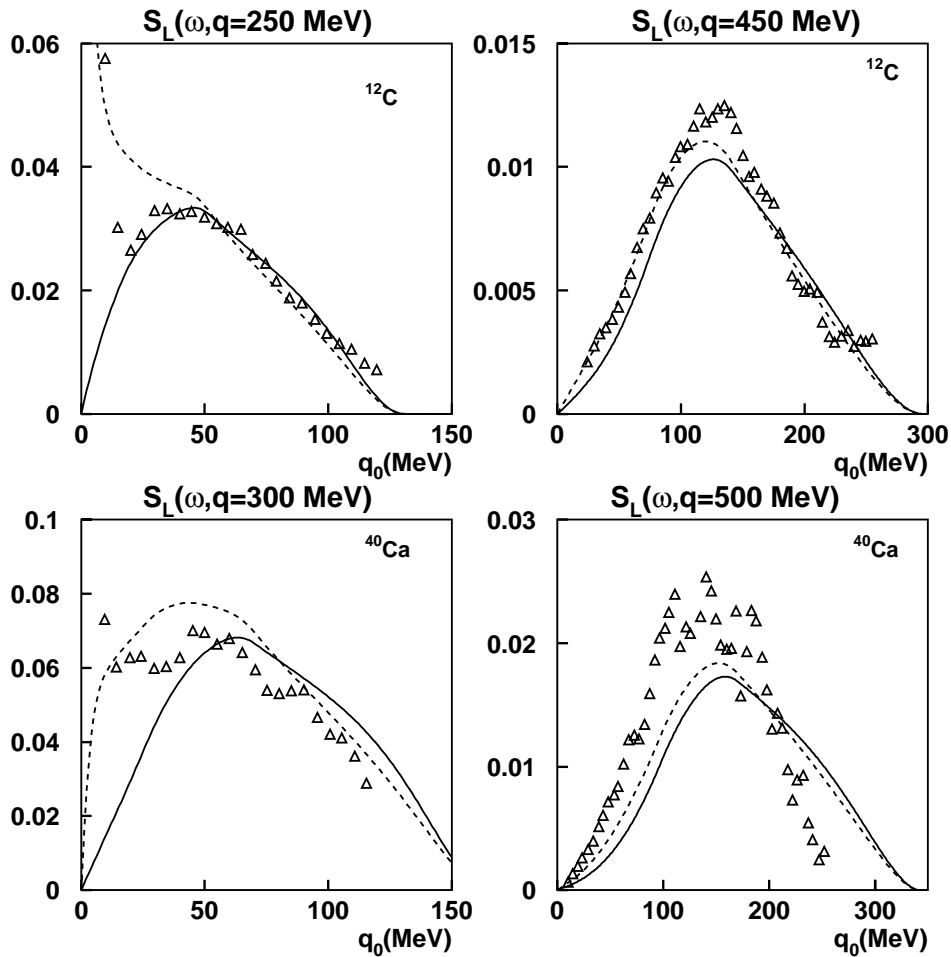 S_L(ω,q=250 MeV)
0.06
0.04
0.02
0
¹²C
0 50 100 150
q₀(MeV)
S_L(ω,q=450 MeV)
0.015
0.01
0.005
0
¹²C
0 100 200 300
q₀(MeV)
S_L(ω,q=300 MeV)
0.1
0.08
0.06
0.04
0.02
0
⁴⁰Ca
0 50 100 150
q₀(MeV)
S_L(ω,q=500 MeV)
0.03
0.02
0.01
0
⁴⁰Ca
0 100 200 300
q₀(MeV)